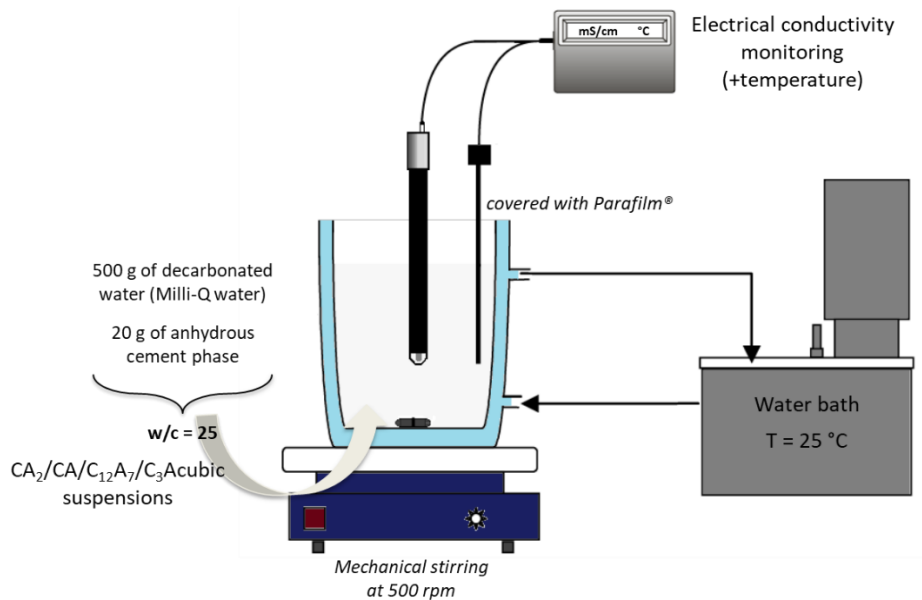 mS/cm °C
Electrical conductivity
monitoring
(+temperature)
covered with Parafilm®
500 g of decarbonated
water (Milli-Q water)
20 g of anhydrous
cement phase
w/c = 25
CA₂/CA/C₁₂A₇/C₃Acubic
suspensions
Water bath
T = 25 °C
Mechanical stirring
at 500 rpm